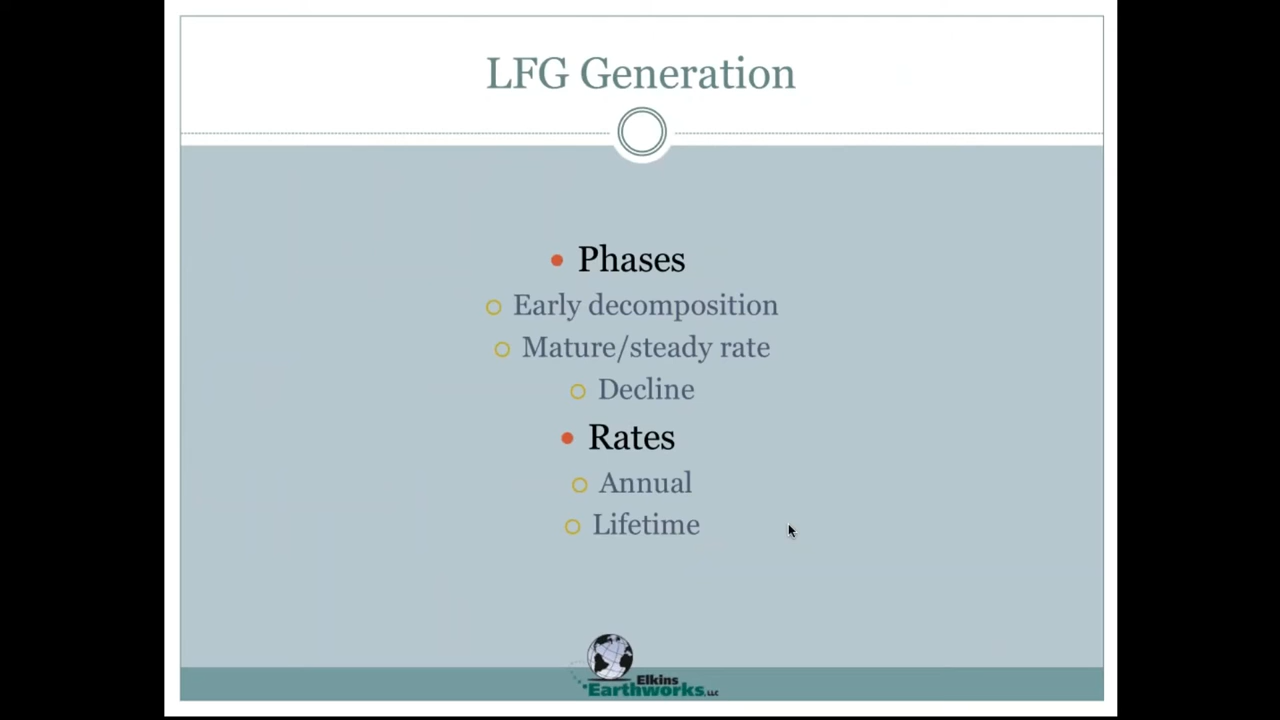 LFG Generation
Phases
Early decomposition
Mature/steady rate
Decline
Rates
Annual
Lifetime
Elkins
Earthworks, LLC